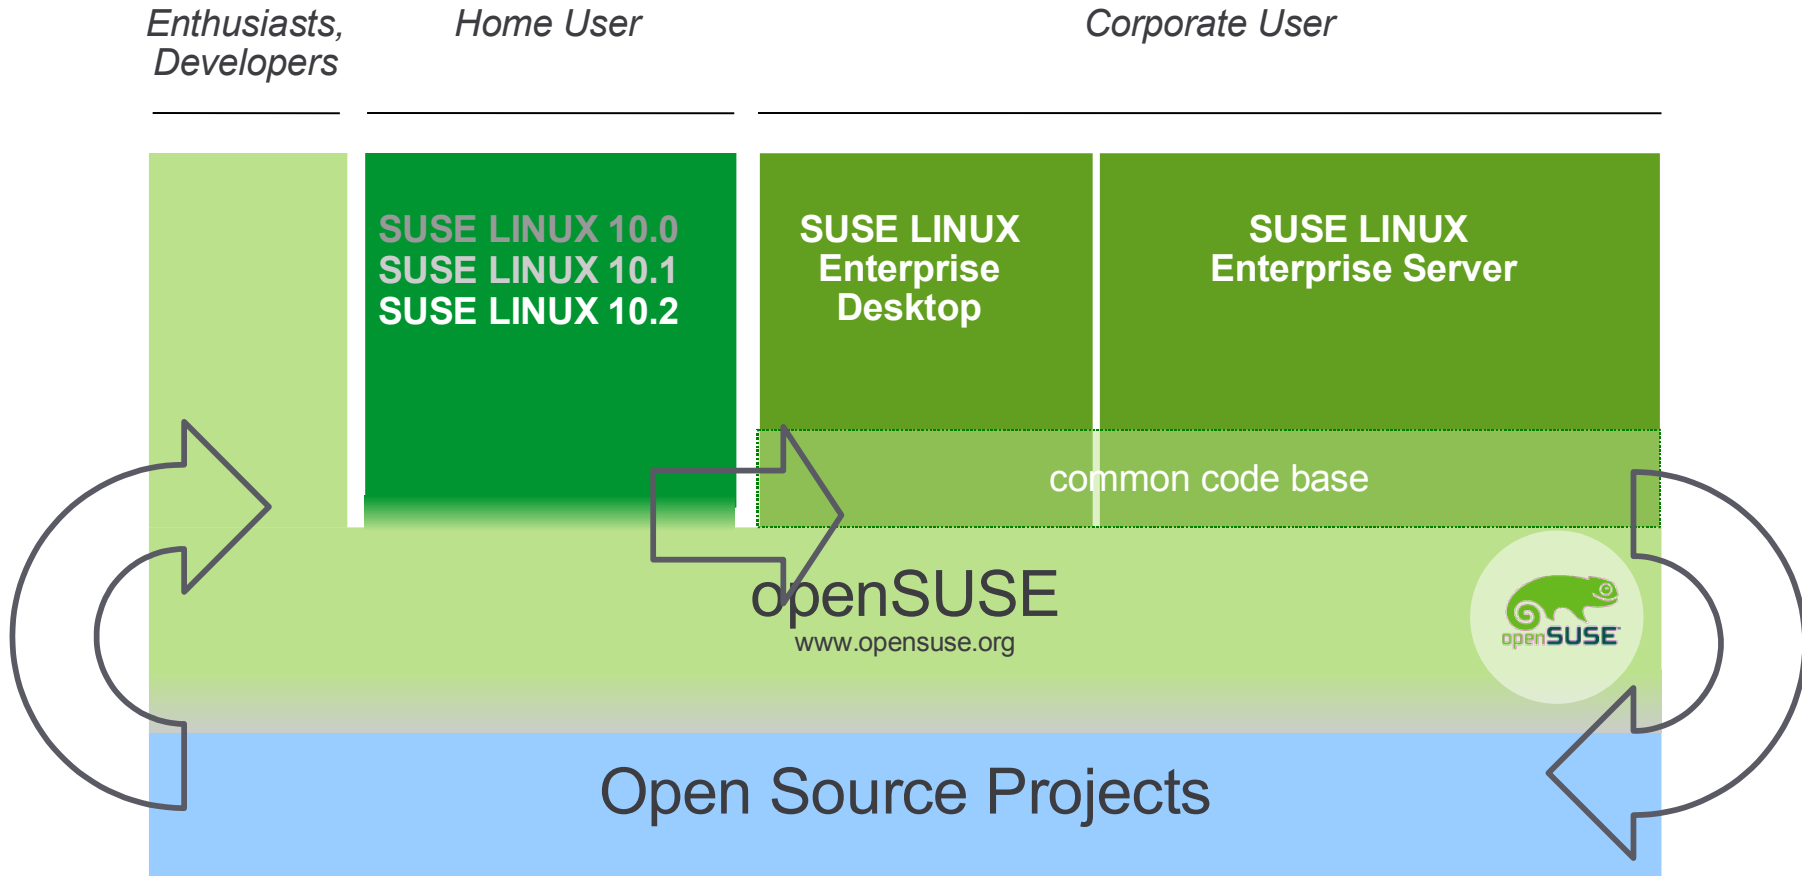 Enthusiasts,
Developers
Home User
Corporate User
SUSE LINUX 10.0
SUSE LINUX 10.1
SUSE LINUX 10.2
SUSE LINUX
Enterprise
Desktop
SUSE LINUX
Enterprise Server
common code base
openSUSE
www.opensuse.org
openSUSE™
Open Source Projects